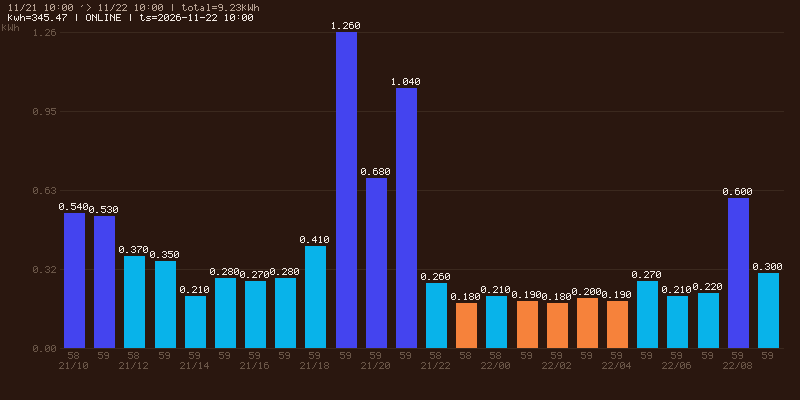 11/21 10:00 -> 11/22 10:00 | total=9.23kWh
Kwh=345.47 | ONLINE | ts=2026-11-22 10:00
kWh
1.26
0.95
0.63
0.32
0.00
0.540 0.530 0.370 0.350 0.210 0.280 0.270 0.280 0.410 1.260 0.680 1.040 0.260 0.180 0.210 0.190 0.180 0.200 0.190 0.270 0.210 0.220 0.600 0.300
58 59 58 59 59 59 59 59 59 59 59 59 58 58 58 59 59 59 59 59 59 59 59 59
21/10 21/12 21/14 21/16 21/18 21/20 21/22 22/00 22/02 22/04 22/06 22/08